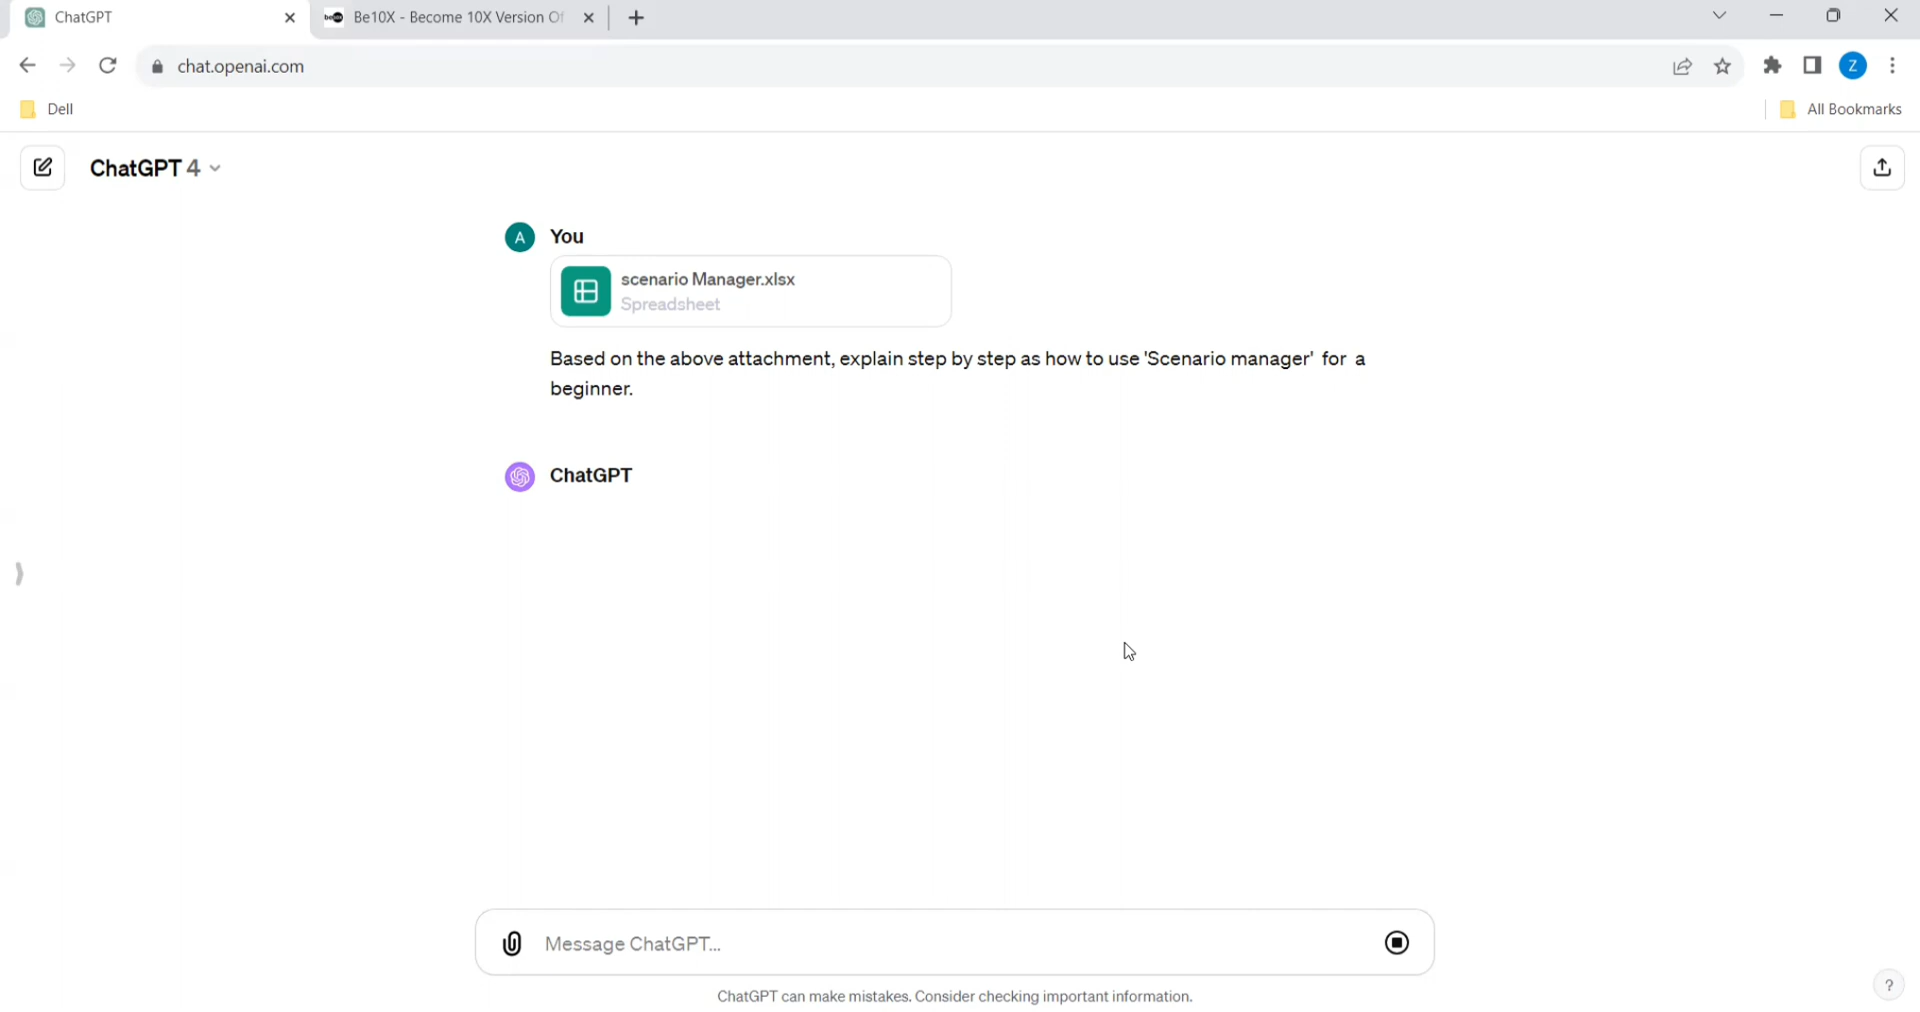 ChatGPT
Be10X - Become 10X Version Of
chat.openai.com
Z
Dell
All Bookmarks
ChatGPT 4
A
You
scenario Manager.xlsx
Spreadsheet
Based on the above attachment, explain step by step as how to use 'Scenario manager' for a
beginner.
ChatGPT
Message ChatGPT...
ChatGPT can make mistakes. Consider checking important information.
?